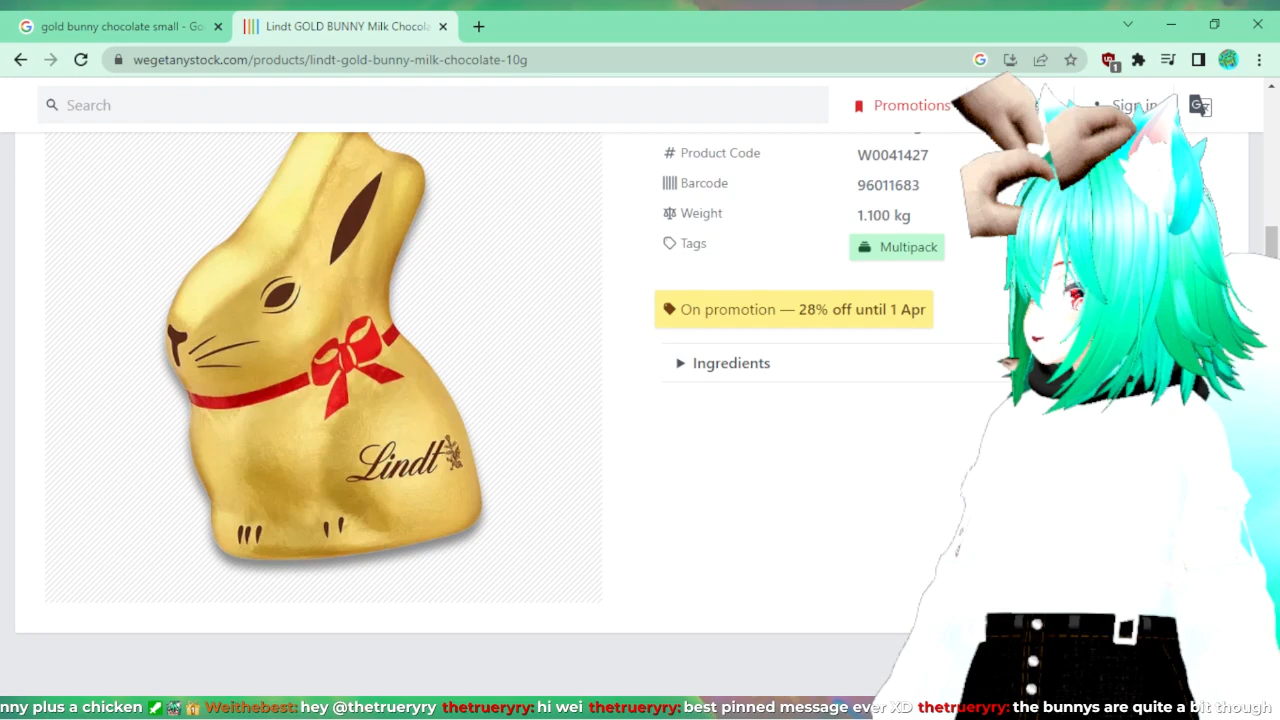 gold bunny chocolate small - Go
Lindt GOLD BUNNY Milk Chocola
wegetanystock.com/products/lindt-gold-bunny-milk-chocolate-10g
1
Search
Promotions
Sign in
# Product Code
W0041427
Barcode
96011683
Weight
1.100 kg
Tags
Multipack
On promotion — 28% off until 1 Apr
Ingredients
Lindt
nny plus a chicken Weithebest: hey @thetrueryry thetrueryry: hi wei thetrueryry: best pinned message ever XD thetrueryry: the bunnys are quite a bit though